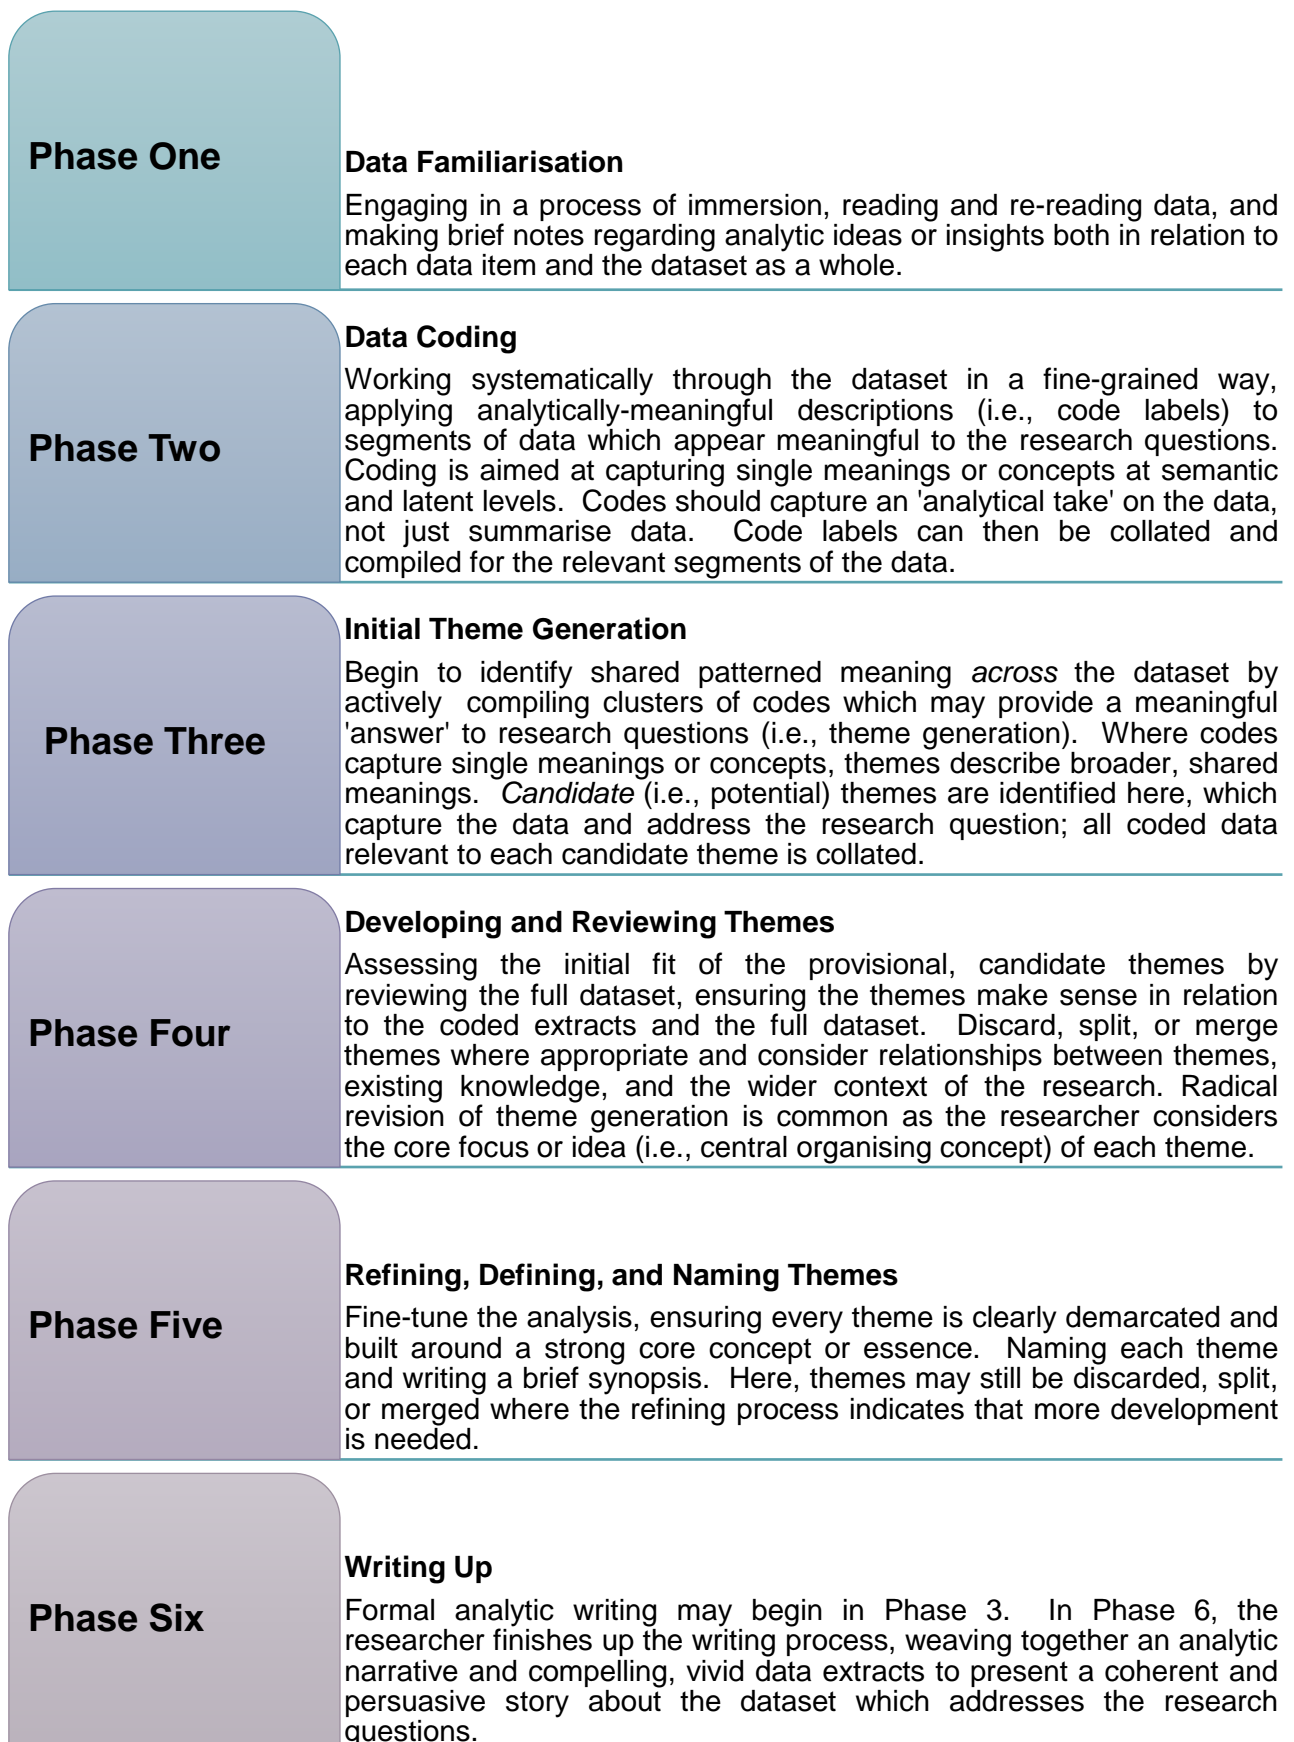 Phase One
Data Familiarisation
Engaging in a process of immersion, reading and re-reading data, and
making brief notes regarding analytic ideas or insights both in relation to
each data item and the dataset as a whole.
Phase Two
Data Coding
Working systematically through the dataset in a fine-grained way,
applying analytically-meaningful descriptions (i.e., code labels) to
segments of data which appear meaningful to the research questions.
Coding is aimed at capturing single meanings or concepts at semantic
and latent levels. Codes should capture an 'analytical take' on the data,
not just summarise data. Code labels can then be collated and
compiled for the relevant segments of the data.
Phase Three
Initial Theme Generation
Begin to identify shared patterned meaning across the dataset by
actively compiling clusters of codes which may provide a meaningful
'answer' to research questions (i.e., theme generation). Where codes
capture single meanings or concepts, themes describe broader, shared
meanings. Candidate (i.e., potential) themes are identified here, which
capture the data and address the research question; all coded data
relevant to each candidate theme is collated.
Phase Four
Developing and Reviewing Themes
Assessing the initial fit of the provisional, candidate themes by
reviewing the full dataset, ensuring the themes make sense in relation
to the coded extracts and the full dataset. Discard, split, or merge
themes where appropriate and consider relationships between themes,
existing knowledge, and the wider context of the research. Radical
revision of theme generation is common as the researcher considers
the core focus or idea (i.e., central organising concept) of each theme.
Phase Five
Refining, Defining, and Naming Themes
Fine-tune the analysis, ensuring every theme is clearly demarcated and
built around a strong core concept or essence. Naming each theme
and writing a brief synopsis. Here, themes may still be discarded, split,
or merged where the refining process indicates that more development
is needed.
Phase Six
Writing Up
Formal analytic writing may begin in Phase 3. In Phase 6, the
researcher finishes up the writing process, weaving together an analytic
narrative and compelling, vivid data extracts to present a coherent and
persuasive story about the dataset which addresses the research
questions.